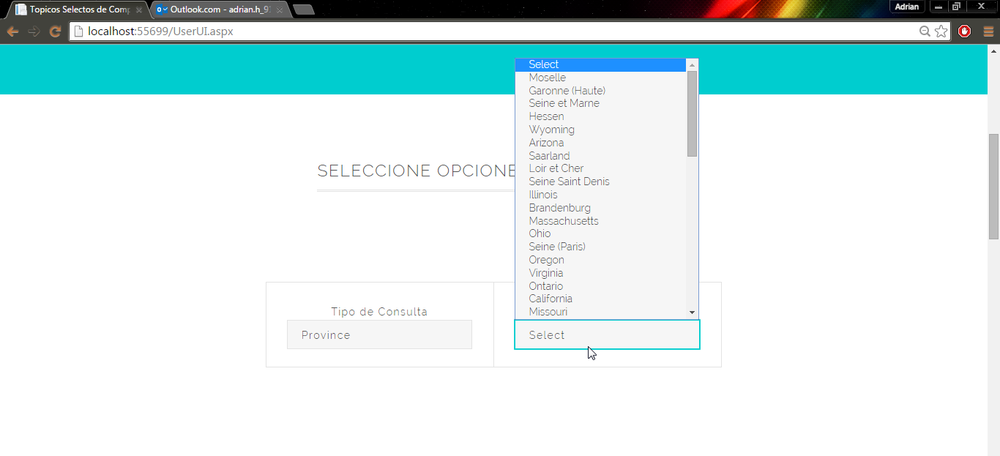 Topicos Selectos de Comp
Outlook.com - adrian.h_91
Adrian
localhost:55699/UserUI.aspx
Select
Moselle
Garonne (Haute)
Seine et Marne
Hessen
Wyoming
Arizona
Saarland
Loir et Cher
Seine Saint Denis
Illinois
Brandenburg
Massachusetts
Ohio
Seine (Paris)
Oregon
Virginia
Ontario
California
Missouri
SELECCIONE OPCIONE
Tipo de Consulta
Province
Select